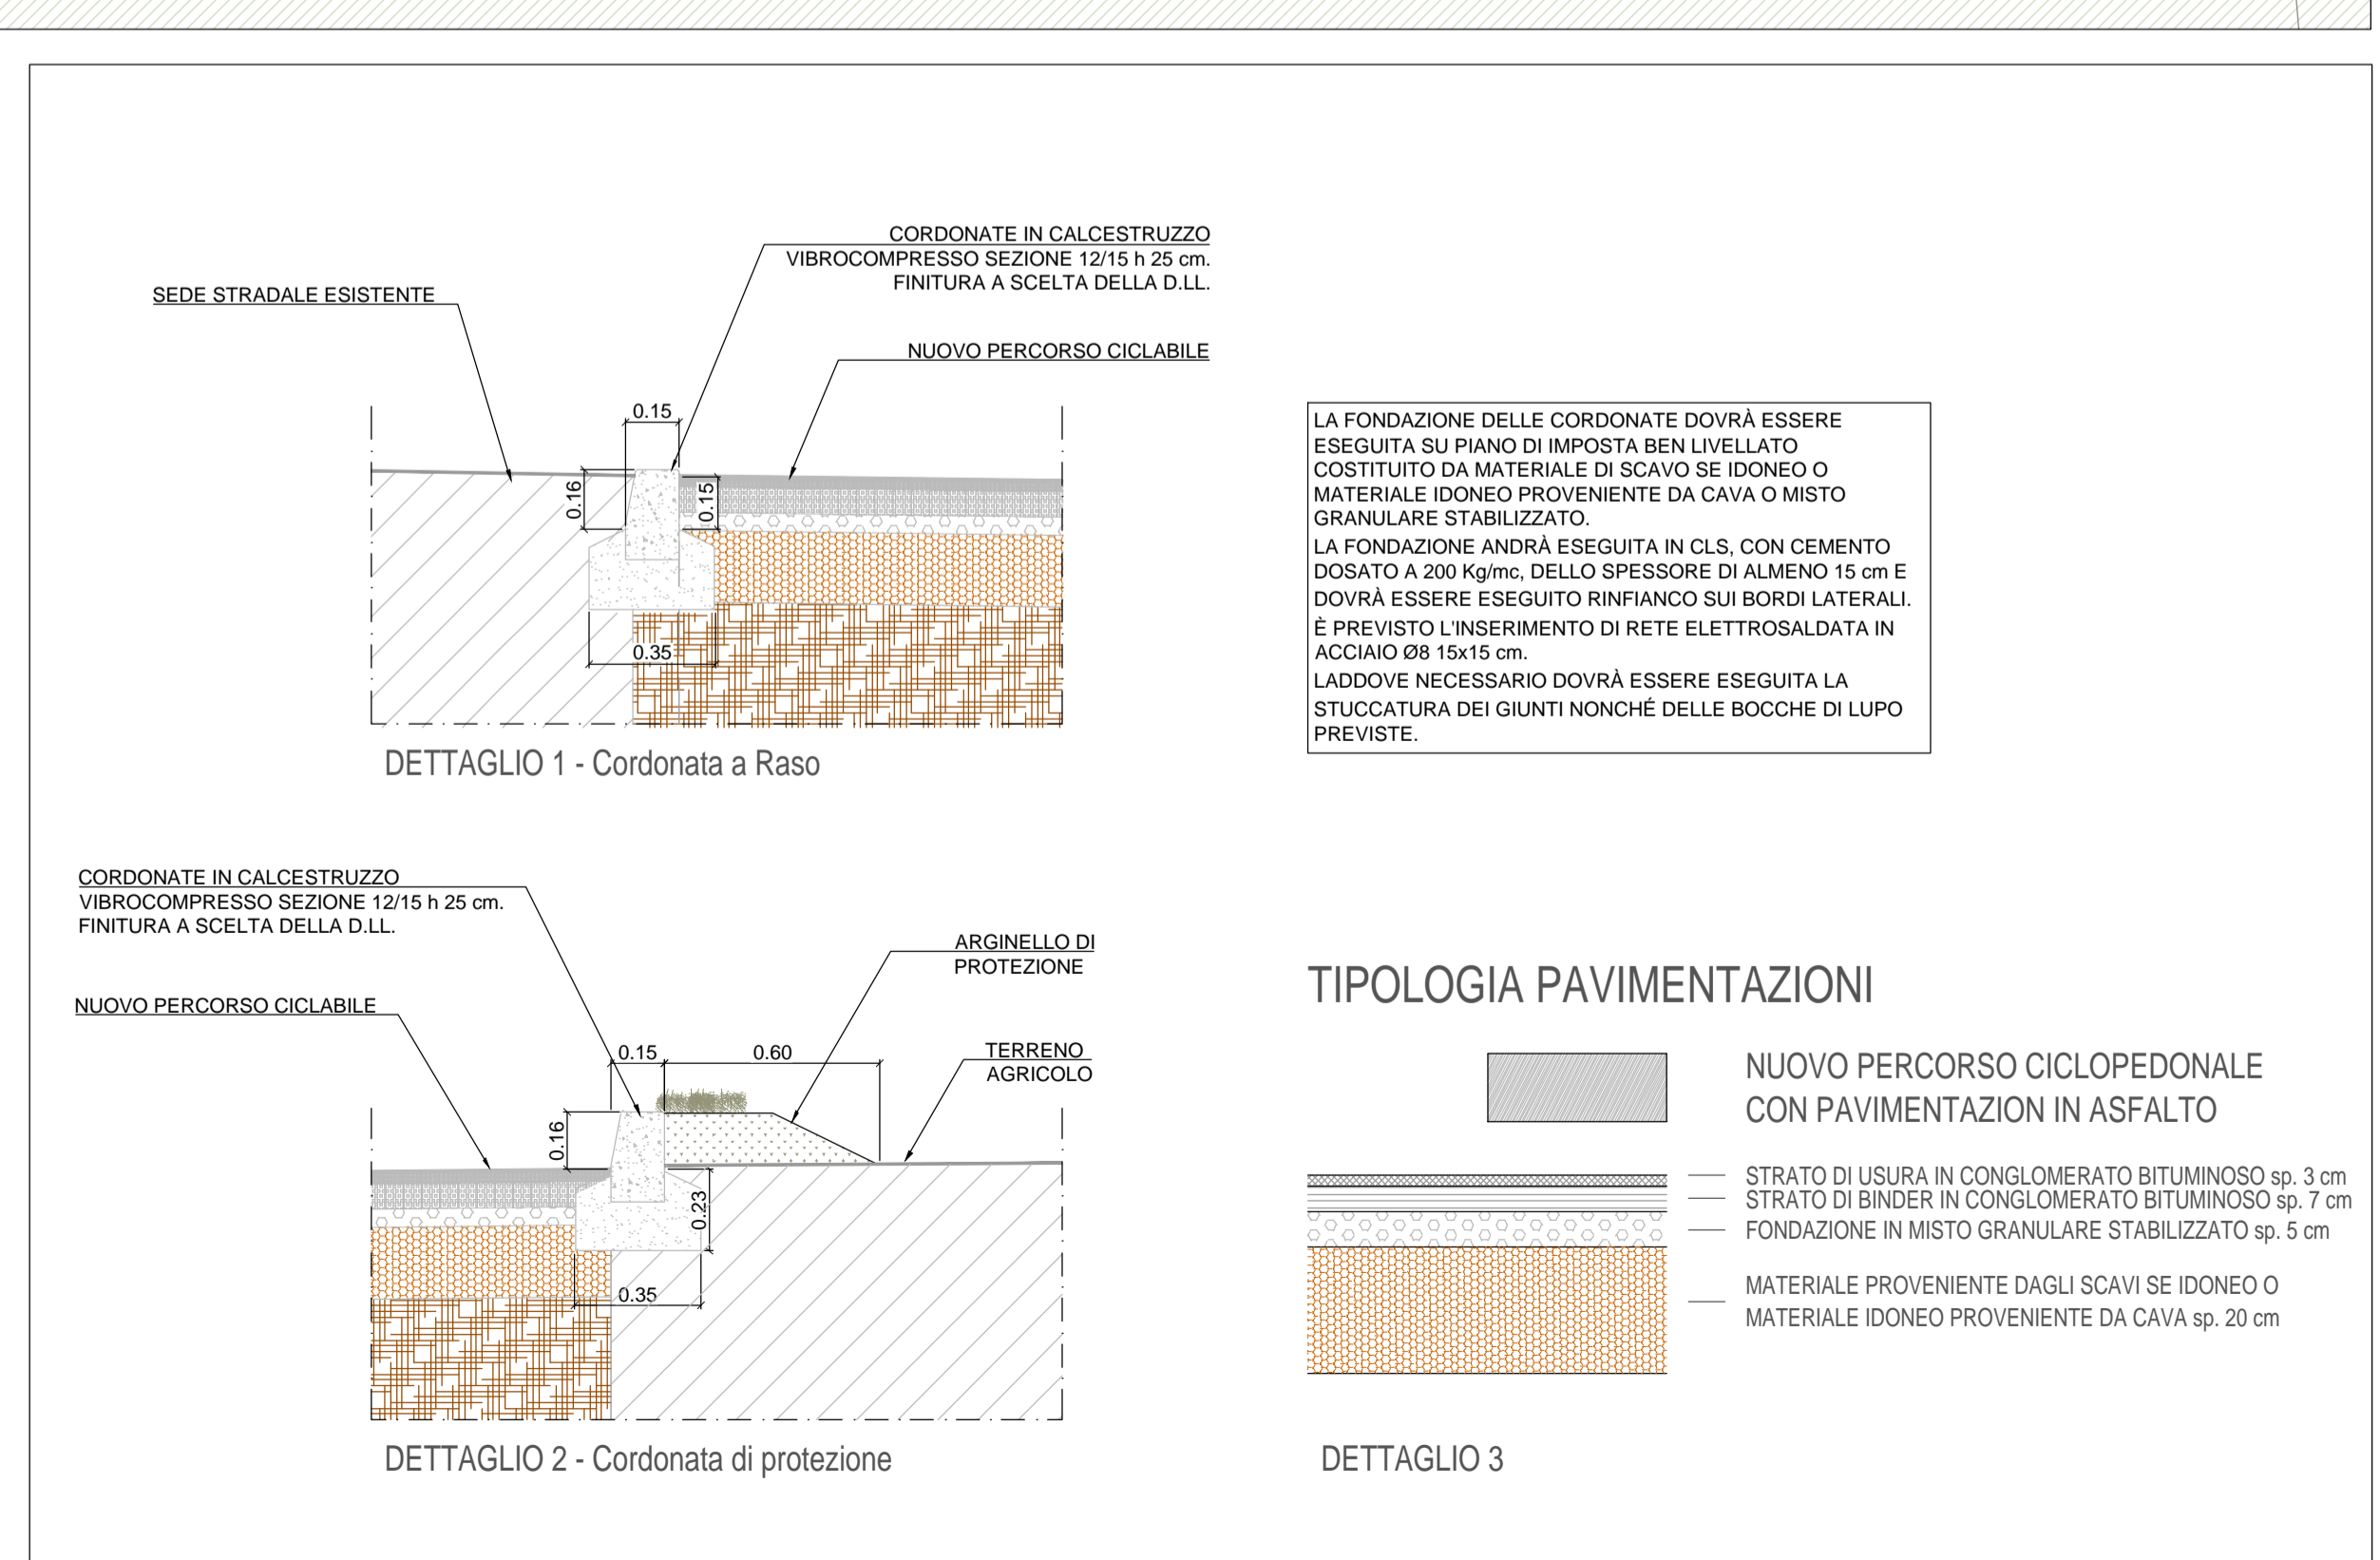 CORDONATE IN CALCESTRUZZO
VIBROCOMPRESSO SEZIONE 12/15 h 25 cm.
FINITURA A SCELTA DELLA D.LL.
SEDE STRADALE ESISTENTE
NUOVO PERCORSO CICLABILE
0.15
0.16
0.15
0.35
DETTAGLIO 1 - Cordonata a Raso
LA FONDAZIONE DELLE CORDONATE DOVRÀ ESSERE
ESEGUITA SU PIANO DI IMPOSTA BEN LIVELLATO
COSTITUITO DA MATERIALE DI SCAVO SE IDONEO O
MATERIALE IDONEO PROVENIENTE DA CAVA O MISTO
GRANULARE STABILIZZATO.
LA FONDAZIONE ANDRÀ ESEGUITA IN CLS, CON CEMENTO
DOSATO A 200 Kg/mc, DELLO SPESSORE DI ALMENO 15 cm E
DOVRÀ ESSERE ESEGUITO RINFIANCO SUI BORDI LATERALI.
È PREVISTO L'INSERIMENTO DI RETE ELETTROSALDATA IN
ACCIAIO Ø8 15x15 cm.
LADDOVE NECESSARIO DOVRÀ ESSERE ESEGUITA LA
STUCCATURA DEI GIUNTI NONCHÉ DELLE BOCCHE DI LUPO
PREVISTE.
CORDONATE IN CALCESTRUZZO
VIBROCOMPRESSO SEZIONE 12/15 h 25 cm.
FINITURA A SCELTA DELLA D.LL.
ARGINELLO DI
PROTEZIONE
NUOVO PERCORSO CICLABILE
TERRENO
AGRICOLO
0.15
0.60
0.16
0.23
0.35
DETTAGLIO 2 - Cordonata di protezione
TIPOLOGIA PAVIMENTAZIONI
NUOVO PERCORSO CICLOPEDONALE
CON PAVIMENTAZION IN ASFALTO
STRATO DI USURA IN CONGLOMERATO BITUMINOSO sp. 3 cm
STRATO DI BINDER IN CONGLOMERATO BITUMINOSO sp. 7 cm
FONDAZIONE IN MISTO GRANULARE STABILIZZATO sp. 5 cm
MATERIALE PROVENIENTE DAGLI SCAVI SE IDONEO O
MATERIALE IDONEO PROVENIENTE DA CAVA sp. 20 cm
DETTAGLIO 3